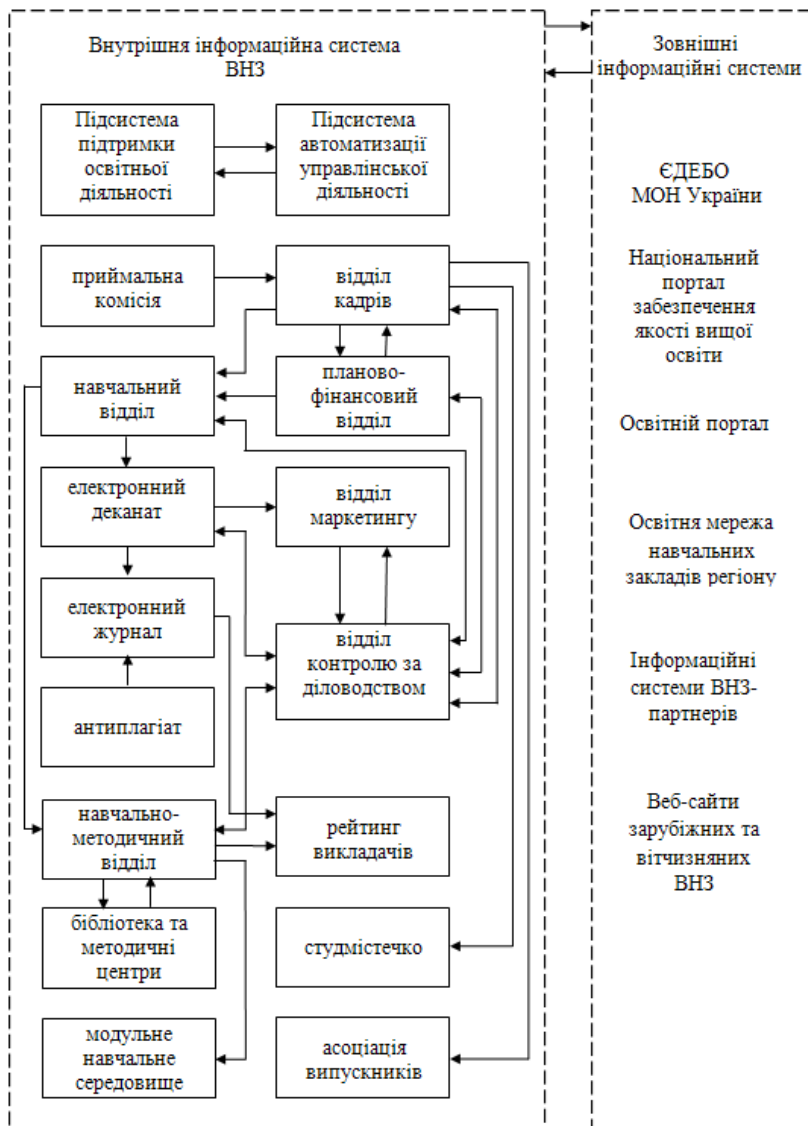 Внутрішня інформаційна система
ВНЗ
Підсистема
підтримки
освітньої
діяльності
Підсистема
автоматизації
управлінської
діяльності
приймальна
комісія
відділ
кадрів
навчальний
відділ
планово-
фінансовий
відділ
електронний
деканат
відділ
маркетингу
електронний
журнал
відділ
контролю за
діловодством
антиплагіат
навчально-
методичний
відділ
рейтинг
викладачів
бібліотека та
методичні
центри
студмістечко
модульне
навчальне
середовище
асоціація
випускників
Зовнішні
інформаційні системи
ЄДЕБО
МОН України
Національний
портал
забезпечення
якості вищої
освіти
Освітній портал
Освітня мережа
навчальних
закладів регіону
Інформаційні
системи ВНЗ-
партнерів
Веб-сайти
зарубіжних та
вітчизняних
ВНЗ